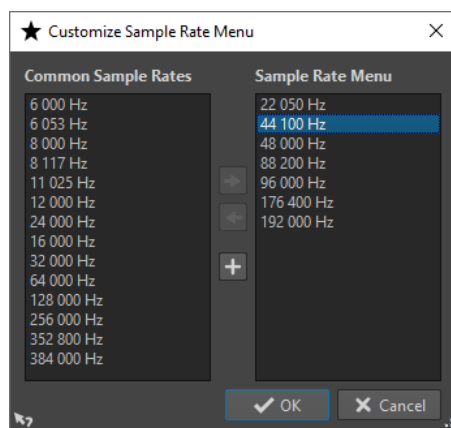 Customize Sample Rate Menu
Common Sample Rates
6 000 Hz
6 053 Hz
8 000 Hz
8 117 Hz
11 025 Hz
12 000 Hz
24 000 Hz
16 000 Hz
32 000 Hz
64 000 Hz
128 000 Hz
256 000 Hz
352 800 Hz
384 000 Hz
Sample Rate Menu
22 050 Hz
44 100 Hz
48 000 Hz
88 200 Hz
96 000 Hz
176 400 Hz
192 000 Hz
OK
Cancel